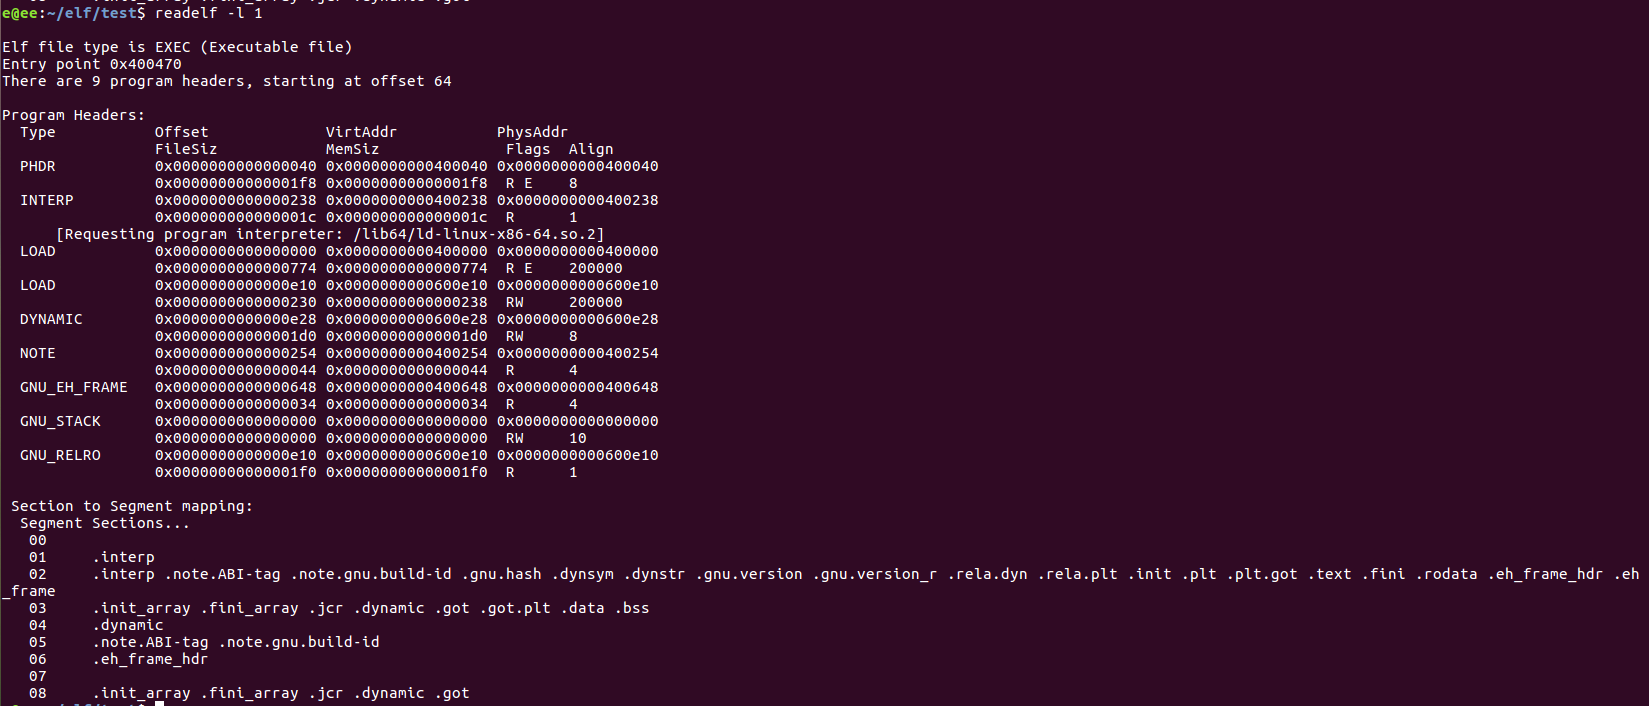 e@ee:~/elf/test$ readelf -l 1
Elf file type is EXEC (Executable file)
Entry point 0x400470
There are 9 program headers, starting at offset 64
Program Headers:
  Type           Offset             VirtAddr           PhysAddr
                 FileSiz            MemSiz              Flags  Align
  PHDR           0x0000000000000040 0x0000000000400040 0x0000000000400040
                 0x00000000000001f8 0x00000000000001f8  R E    8
  INTERP         0x0000000000000238 0x0000000000400238 0x0000000000400238
                 0x000000000000001c 0x000000000000001c  R      1
      [Requesting program interpreter: /lib64/ld-linux-x86-64.so.2]
  LOAD           0x0000000000000000 0x0000000000400000 0x0000000000400000
                 0x0000000000000774 0x0000000000000774  R E    200000
  LOAD           0x0000000000000e10 0x0000000000600e10 0x0000000000600e10
                 0x0000000000000230 0x0000000000000238  RW     200000
  DYNAMIC        0x0000000000000e28 0x0000000000600e28 0x0000000000600e28
                 0x00000000000001d0 0x00000000000001d0  RW     8
  NOTE           0x0000000000000254 0x0000000000400254 0x0000000000400254
                 0x0000000000000044 0x0000000000000044  R      4
  GNU_EH_FRAME   0x0000000000000648 0x0000000000400648 0x0000000000400648
                 0x0000000000000034 0x0000000000000034  R      4
  GNU_STACK      0x0000000000000000 0x0000000000000000 0x0000000000000000
                 0x0000000000000000 0x0000000000000000  RW     10
  GNU_RELRO      0x0000000000000e10 0x0000000000600e10 0x0000000000600e10
                 0x00000000000001f0 0x00000000000001f0  R      1
 Section to Segment mapping:
  Segment Sections...
   00
   01     .interp
   02     .interp .note.ABI-tag .note.gnu.build-id .gnu.hash .dynsym .dynstr .gnu.version .gnu.version_r .rela.dyn .rela.plt .init .plt .plt.got .text .fini .rodata .eh_frame_hdr .eh
_frame
   03     .init_array .fini_array .jcr .dynamic .got .got.plt .data .bss
   04     .dynamic
   05     .note.ABI-tag .note.gnu.build-id
   06     .eh_frame_hdr
   07
   08     .init_array .fini_array .jcr .dynamic .got